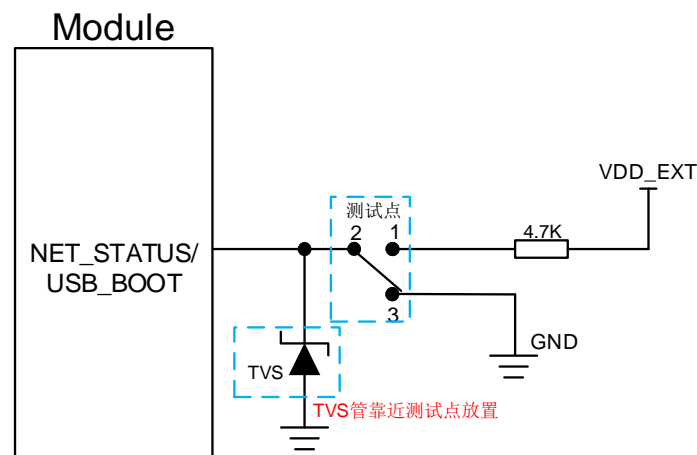 Module
VDD_EXT
测试点
2 1
4.7K
NET_STATUS/
USB_BOOT
3
GND
TVS
TVS管靠近测试点放置